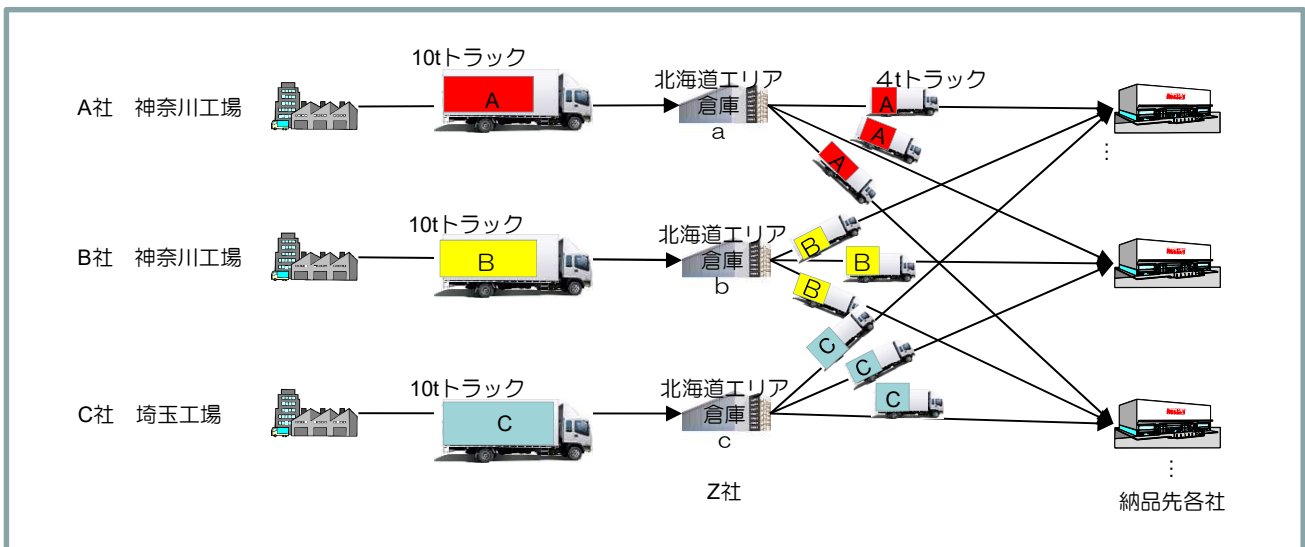 10tトラック
北海道エリア
4tトラック
A社 神奈川工場
A
倉庫
a
A
A
A
10tトラック
北海道エリア
B社 神奈川工場
B
倉庫
b
B
B
B
10tトラック
北海道エリア
C社 埼玉工場
C
倉庫
c
C
C
C
Z社
納品先各社